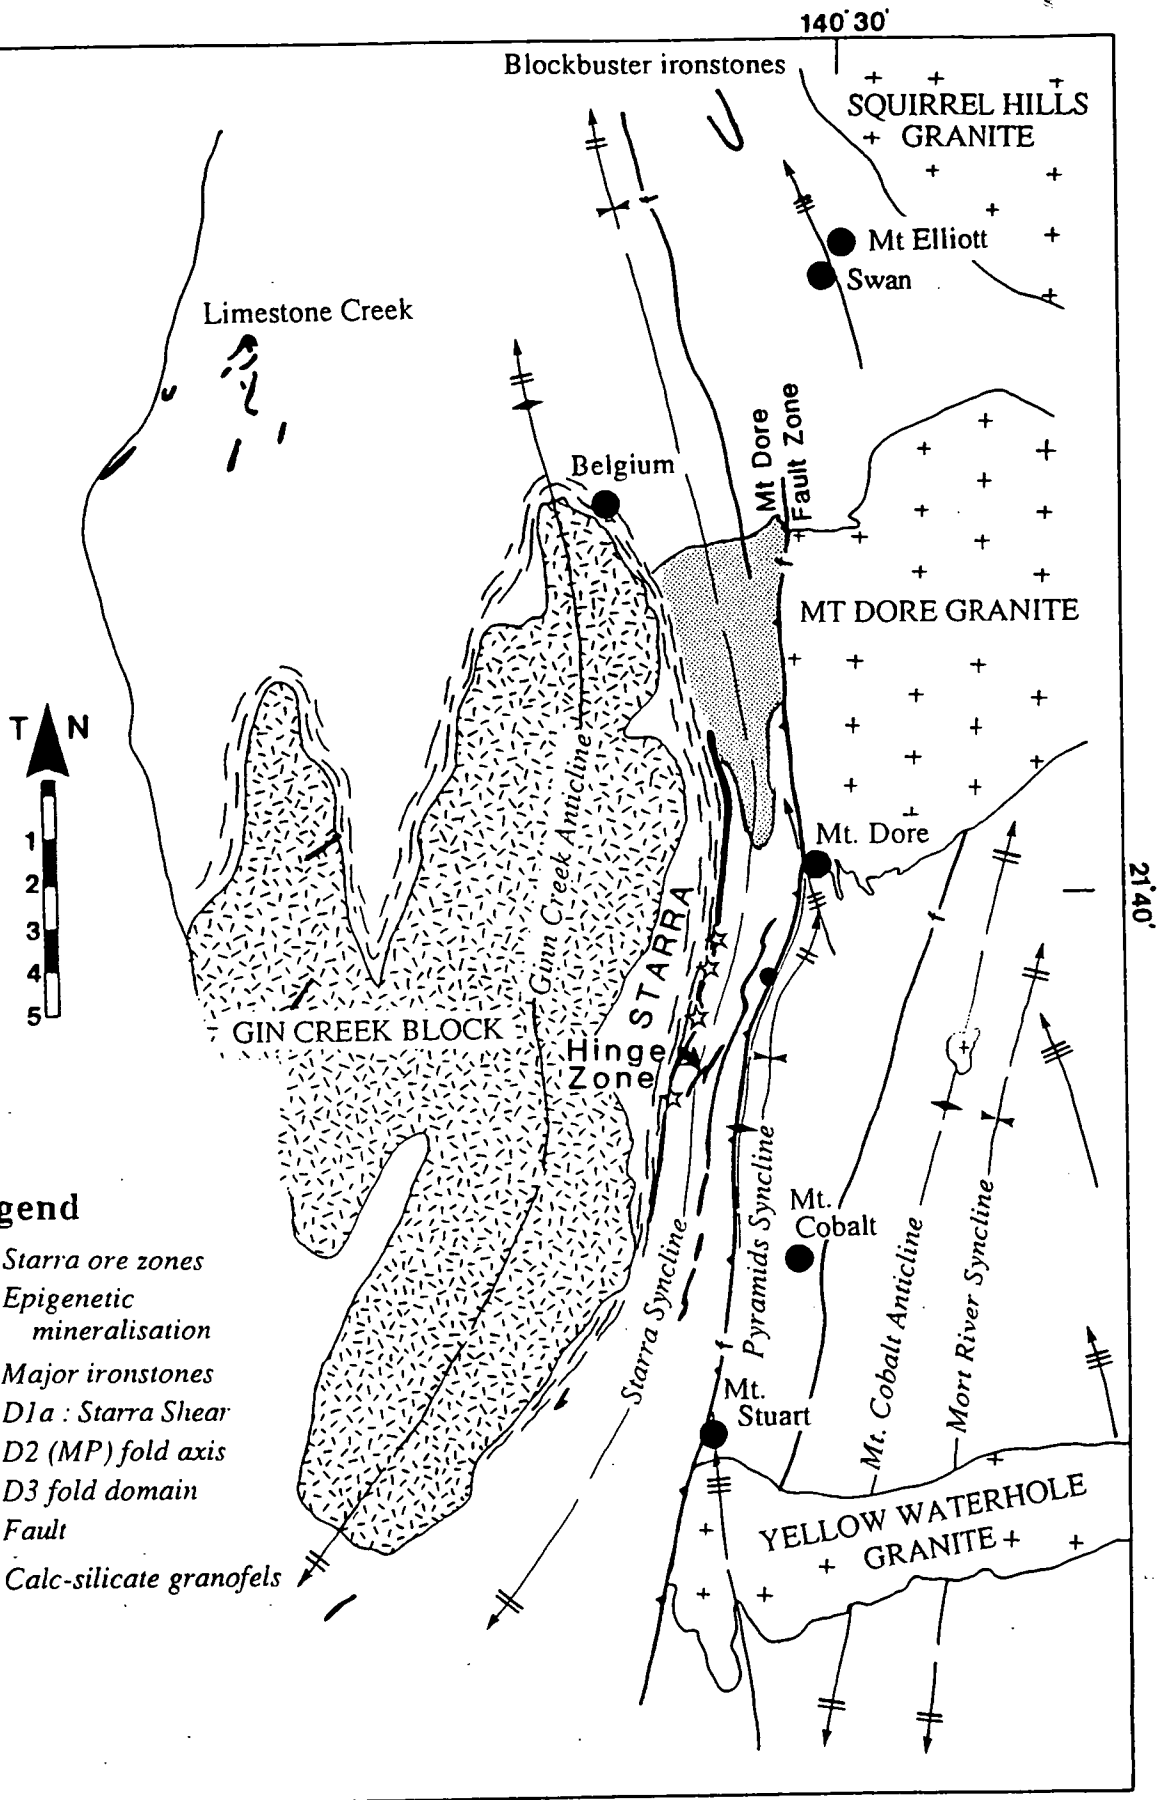 140°30'
Blockbuster ironstones
SQUIRREL HILLS
GRANITE
Mt Elliott
Swan
Limestone Creek
Mt Dore
Fault Zone
Belgium
f
f
MT DORE GRANITE
T N
1
2
3
4
5
Mt. Dore
21°40'
f
Ginn Creek Anticline
STARRA
GIN CREEK BLOCK
Hinge
Zone
Mt.
Cobalt
Starra Syncline
Pyramids Syncline
Mt. Cobalt Anticline
Mort River Syncline
f
Mt.
Stuart
YELLOW WATERHOLE
GRANITE
gend
Starra ore zones
Epigenetic
mineralisation
Major ironstones
D1a : Starra Shear
D2 (MP) fold axis
D3 fold domain
Fault
Calc-silicate granofels